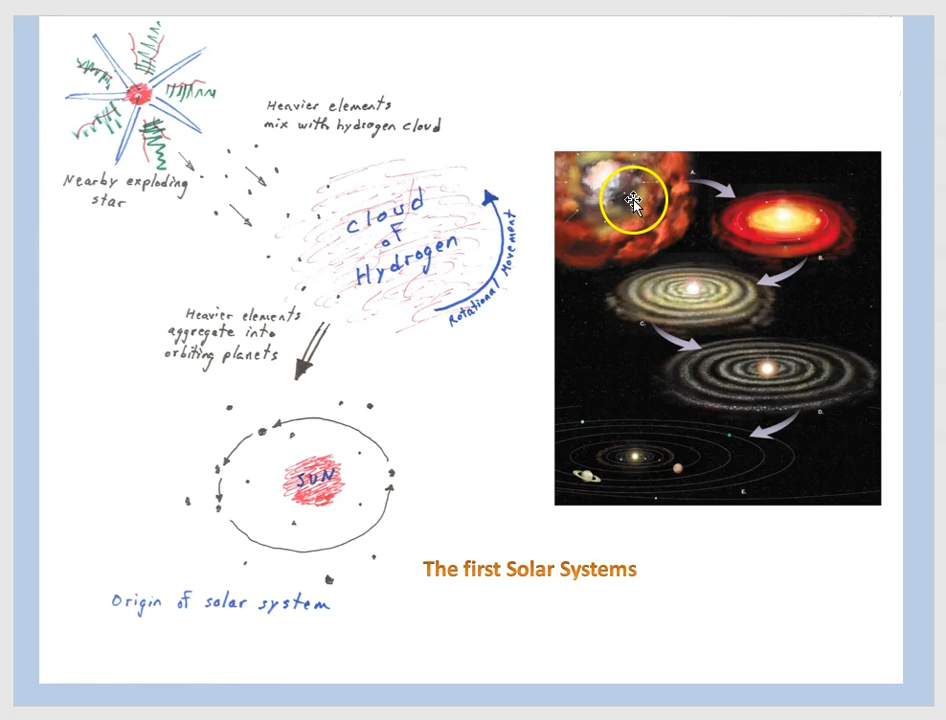 Heavier elements
mix with hydrogen cloud
Nearby exploding
star
cloud
of
Hydrogen
Rotational Movement
Heavier elements
aggregate into
orbiting planets
SUN
A.
B.
C.
D.
E.
The first Solar Systems
Origin of solar system